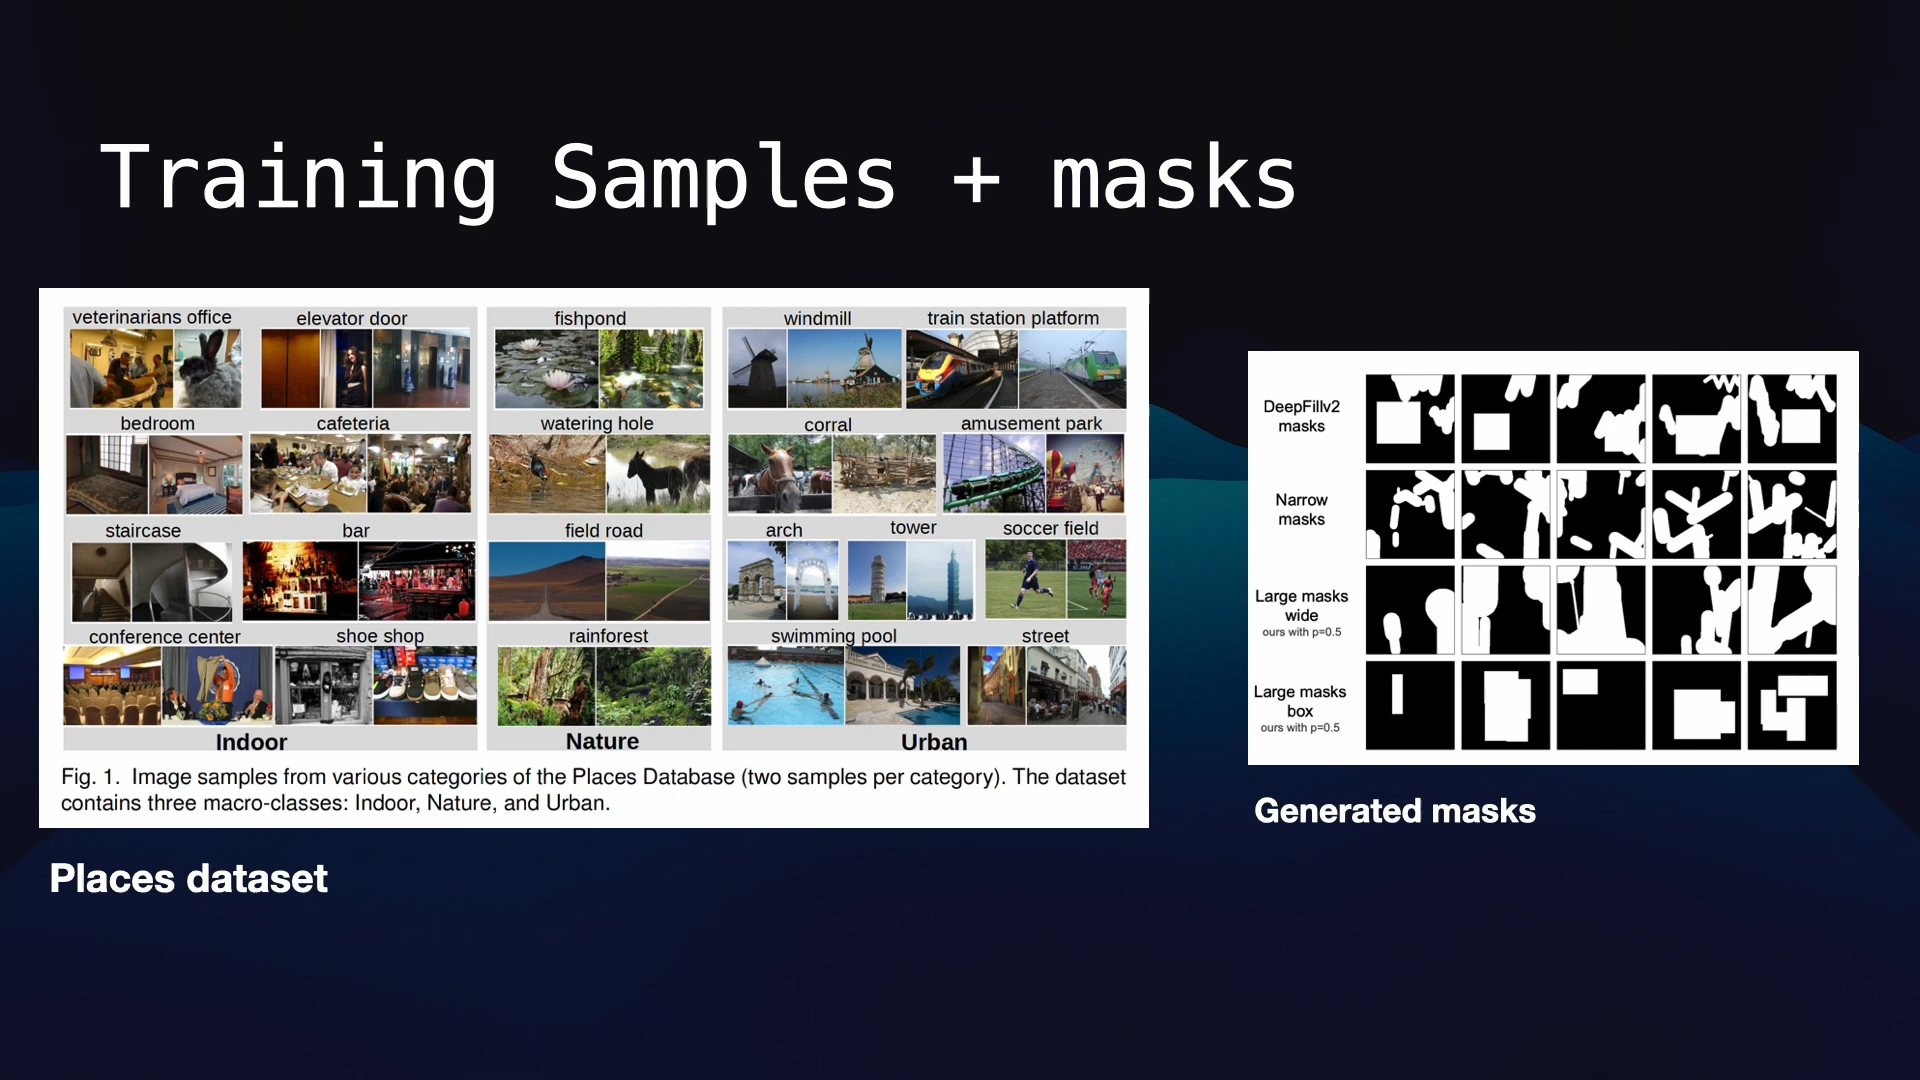 Training Samples + masks
veterinarians office
elevator door
fishpond
windmill
train station platform
bedroom
cafeteria
watering hole
corral
amusement park
staircase
bar
field road
arch
tower
soccer field
conference center
shoe shop
rainforest
swimming pool
street
Indoor
Nature
Urban
Fig. 1. Image samples from various categories of the Places Database (two samples per category). The dataset
contains three macro-classes: Indoor, Nature, and Urban.
Places dataset
DeepFillv2
masks
Narrow
masks
Large masks
wide
ours with p=0.5
Large masks
box
ours with p=0.5
Generated masks